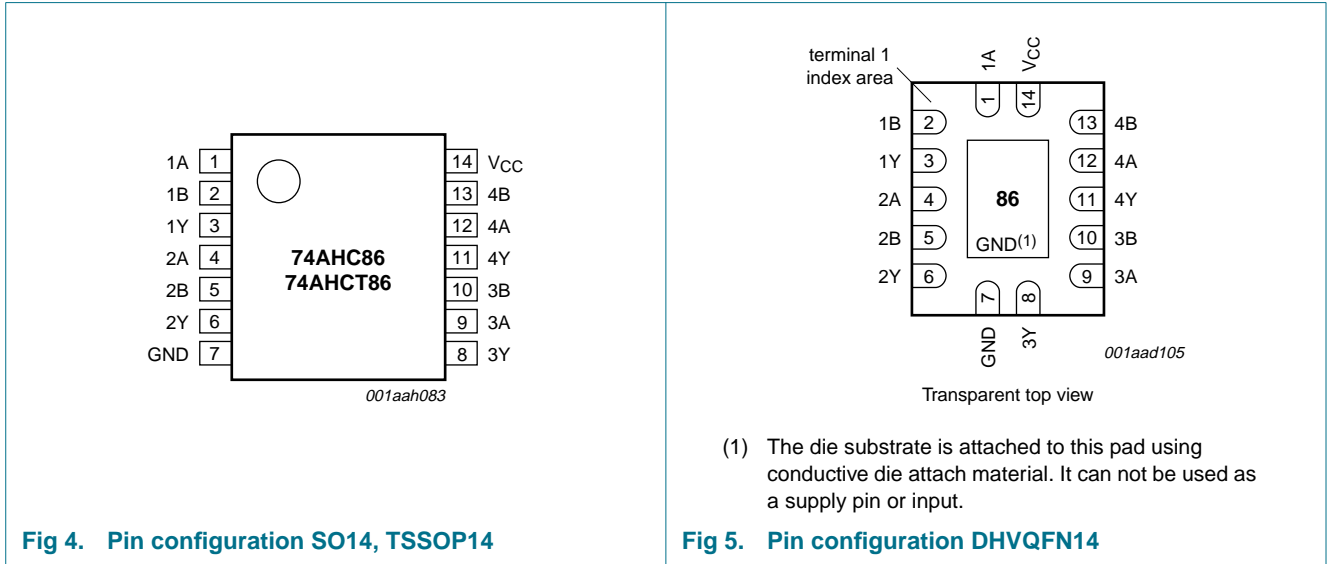 1A 1
1B 2
1Y 3
2A 4
2B 5
2Y 6
GND 7
74AHC86
74AHCT86
14 VCC
13 4B
12 4A
11 4Y
10 3B
9 3A
8 3Y
001aah083
Fig 4. Pin configuration SO14, TSSOP14
terminal 1
index area
1A
VCC
1
14
1B 2
1Y 3
2A 4
2B 5
2Y 6
86
GND(1)
13 4B
12 4A
11 4Y
10 3B
9 3A
7
8
GND
3Y
001aad105
Transparent top view
(1) The die substrate is attached to this pad using
conductive die attach material. It can not be used as
a supply pin or input.
Fig 5. Pin configuration DHVQFN14